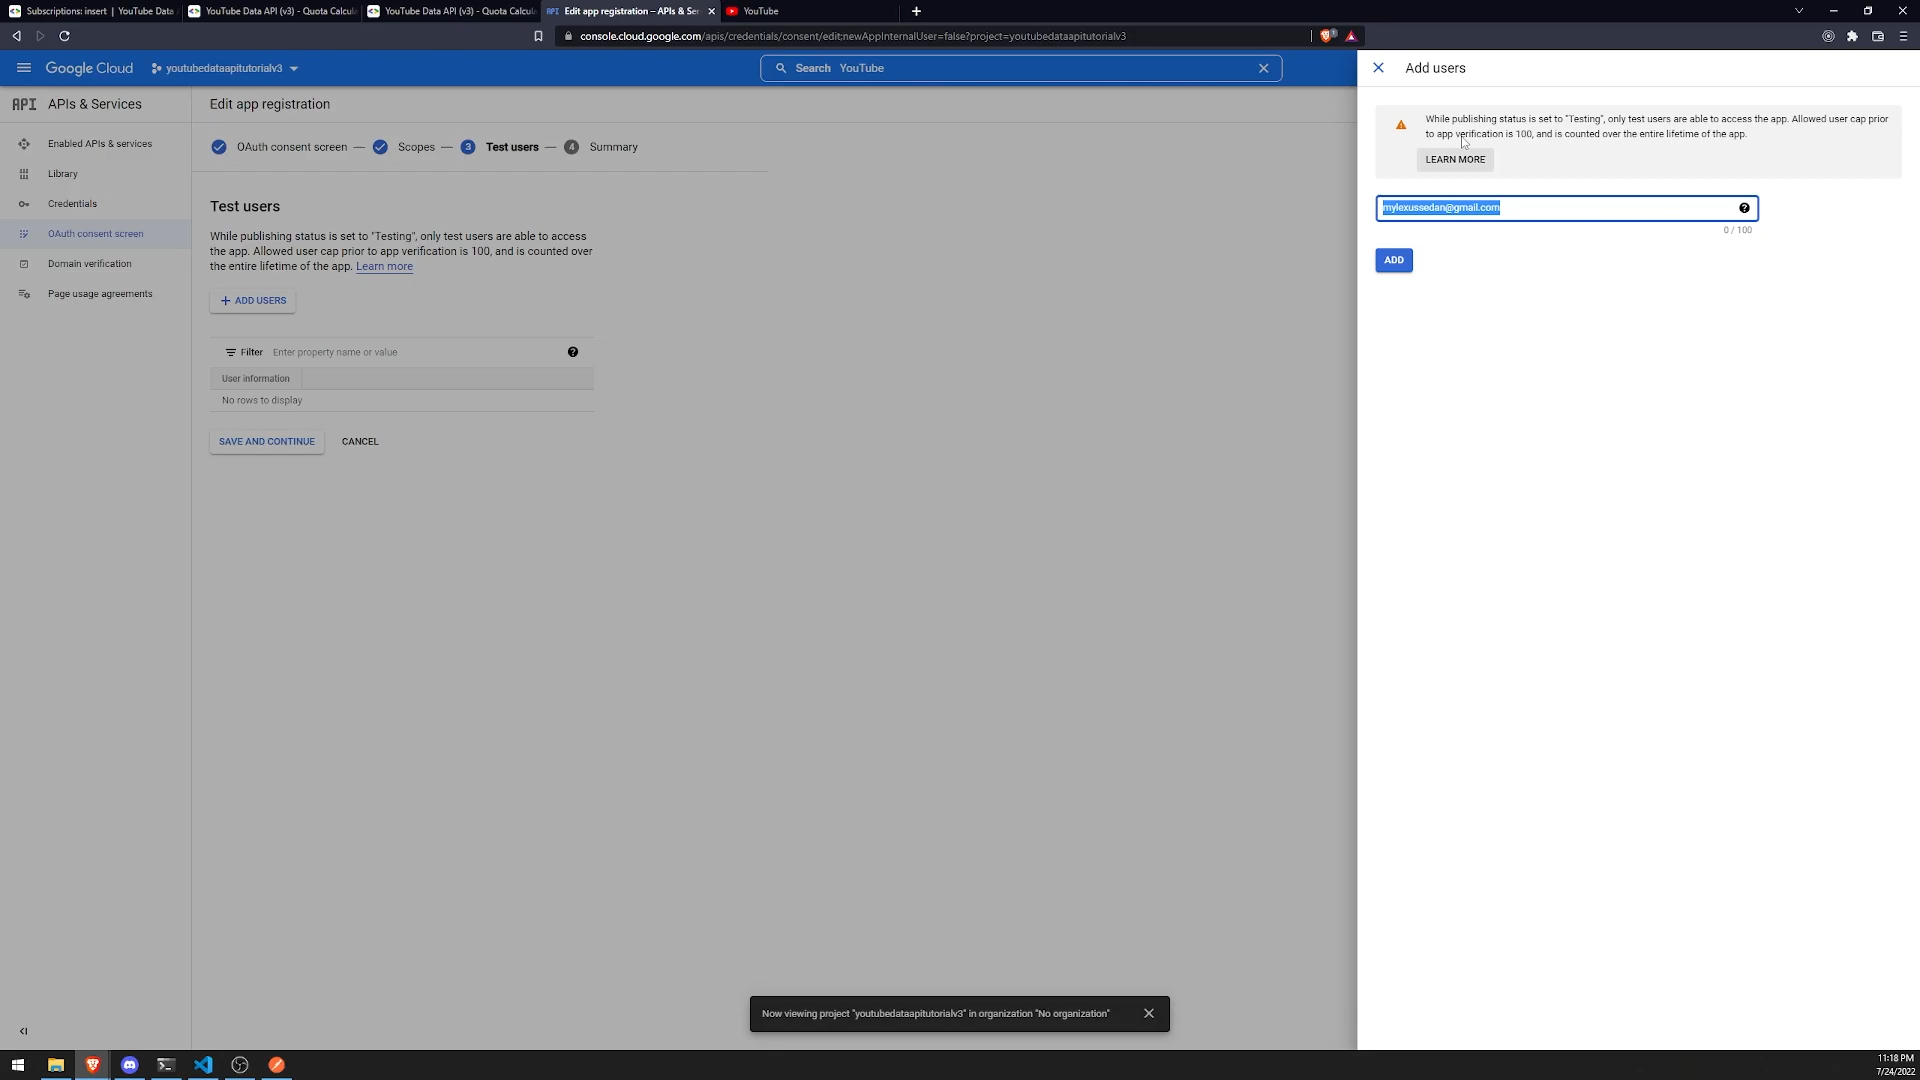 Subscriptions: insert | YouTube Data
YouTube Data API (v3) - Quota Calcul
YouTube Data API (v3) - Quota Calcul
API Edit app registration – APIs & Se
YouTube
console.cloud.google.com/apis/credentials/consent/edit;newAppInternalUser=false?project=youtubedataapitutorialv3
Google Cloud
youtubedataapitutorialv3
Search YouTube
Add users
API APIs & Services
Edit app registration
Enabled APIs & services
Library
Credentials
OAuth consent screen
Domain verification
Page usage agreements
OAuth consent screen — Scopes — 3 Test users — 4 Summary
Test users
While publishing status is set to "Testing", only test users are able to access
the app. Allowed user cap prior to app verification is 100, and is counted over
the entire lifetime of the app. Learn more
+ ADD USERS
Filter Enter property name or value
User information
No rows to display
SAVE AND CONTINUE CANCEL
While publishing status is set to "Testing", only test users are able to access the app. Allowed user cap prior
to app verification is 100, and is counted over the entire lifetime of the app.
LEARN MORE
mylexussedan@gmail.com
0 / 100
ADD
Now viewing project "youtubedataapitutorialv3" in organization "No organization"
11:18 PM
7/24/2022